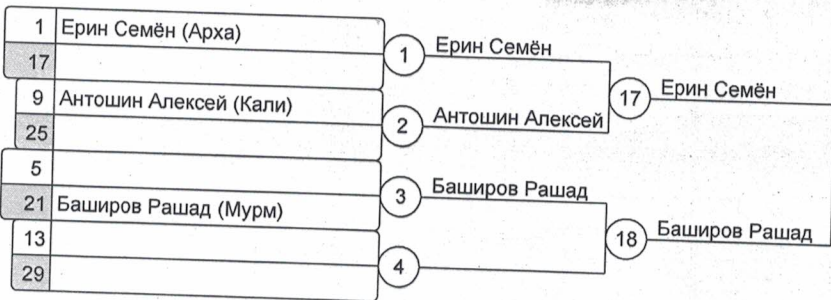 1 Ерин Семён (Арха)
17
1 Ерин Семён
9 Антошин Алексей (Кали)
25
2 Антошин Алексей
17 Ерин Семён
5
21 Баширов Рашад (Мурм)
3 Баширов Рашад
13
29
4
18 Баширов Рашад